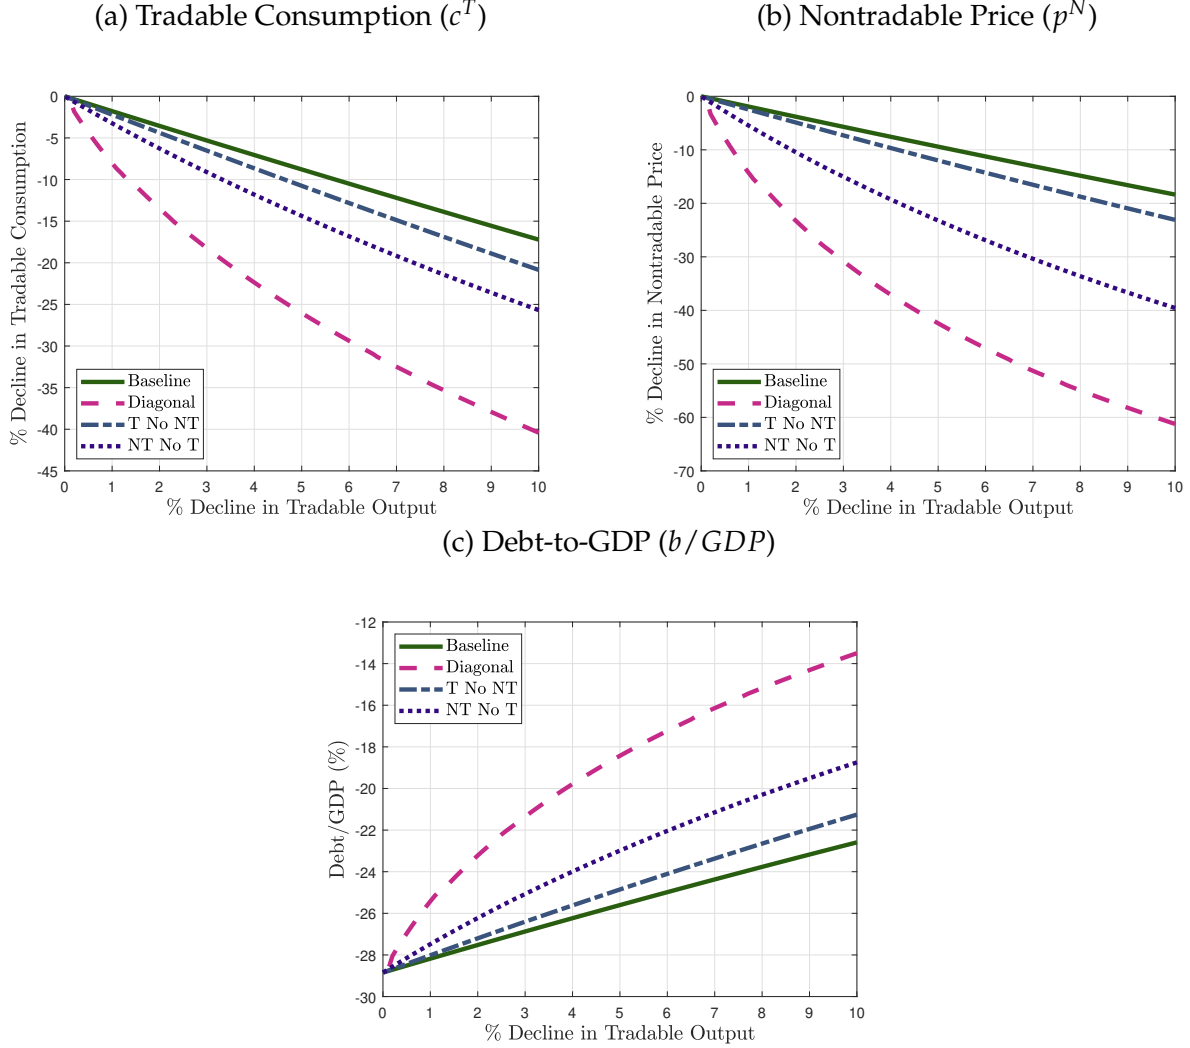 (a) Tradable Consumption (c^T)
% Decline in Tradable Consumption
0
-5
-10
-15
-20
-25
-30
-35
-40
-45
Baseline
Diagonal
T No NT
NT No T
0 1 2 3 4 5 6 7 8 9 10
% Decline in Tradable Output
(b) Nontradable Price (p^N)
% Decline in Nontradable Price
0
-10
-20
-30
-40
-50
-60
-70
Baseline
Diagonal
T No NT
NT No T
0 1 2 3 4 5 6 7 8 9 10
% Decline in Tradable Output
(c) Debt-to-GDP (b/GDP)
Debt/GDP (%)
-12
-14
-16
-18
-20
-22
-24
-26
-28
-30
Baseline
Diagonal
T No NT
NT No T
0 1 2 3 4 5 6 7 8 9 10
% Decline in Tradable Output